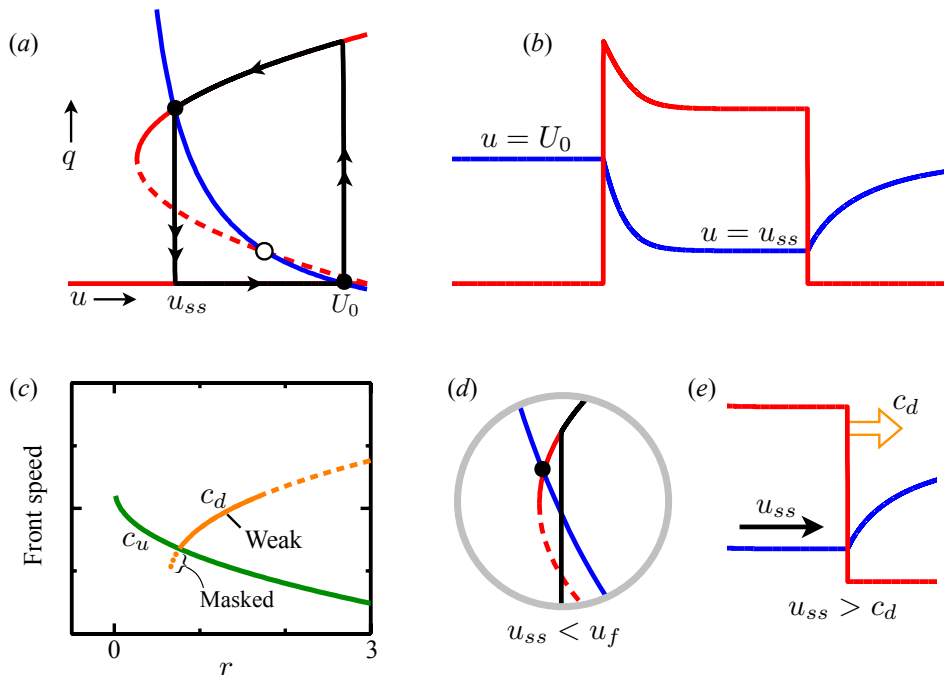 (a)
q
u
u_ss
U_0
(b)
u = U_0
u = u_ss
(c)
Front speed
c_u
c_d
Weak
Masked
0
3
r
(d)
u_ss < u_f
(e)
c_d
u_ss
u_ss > c_d